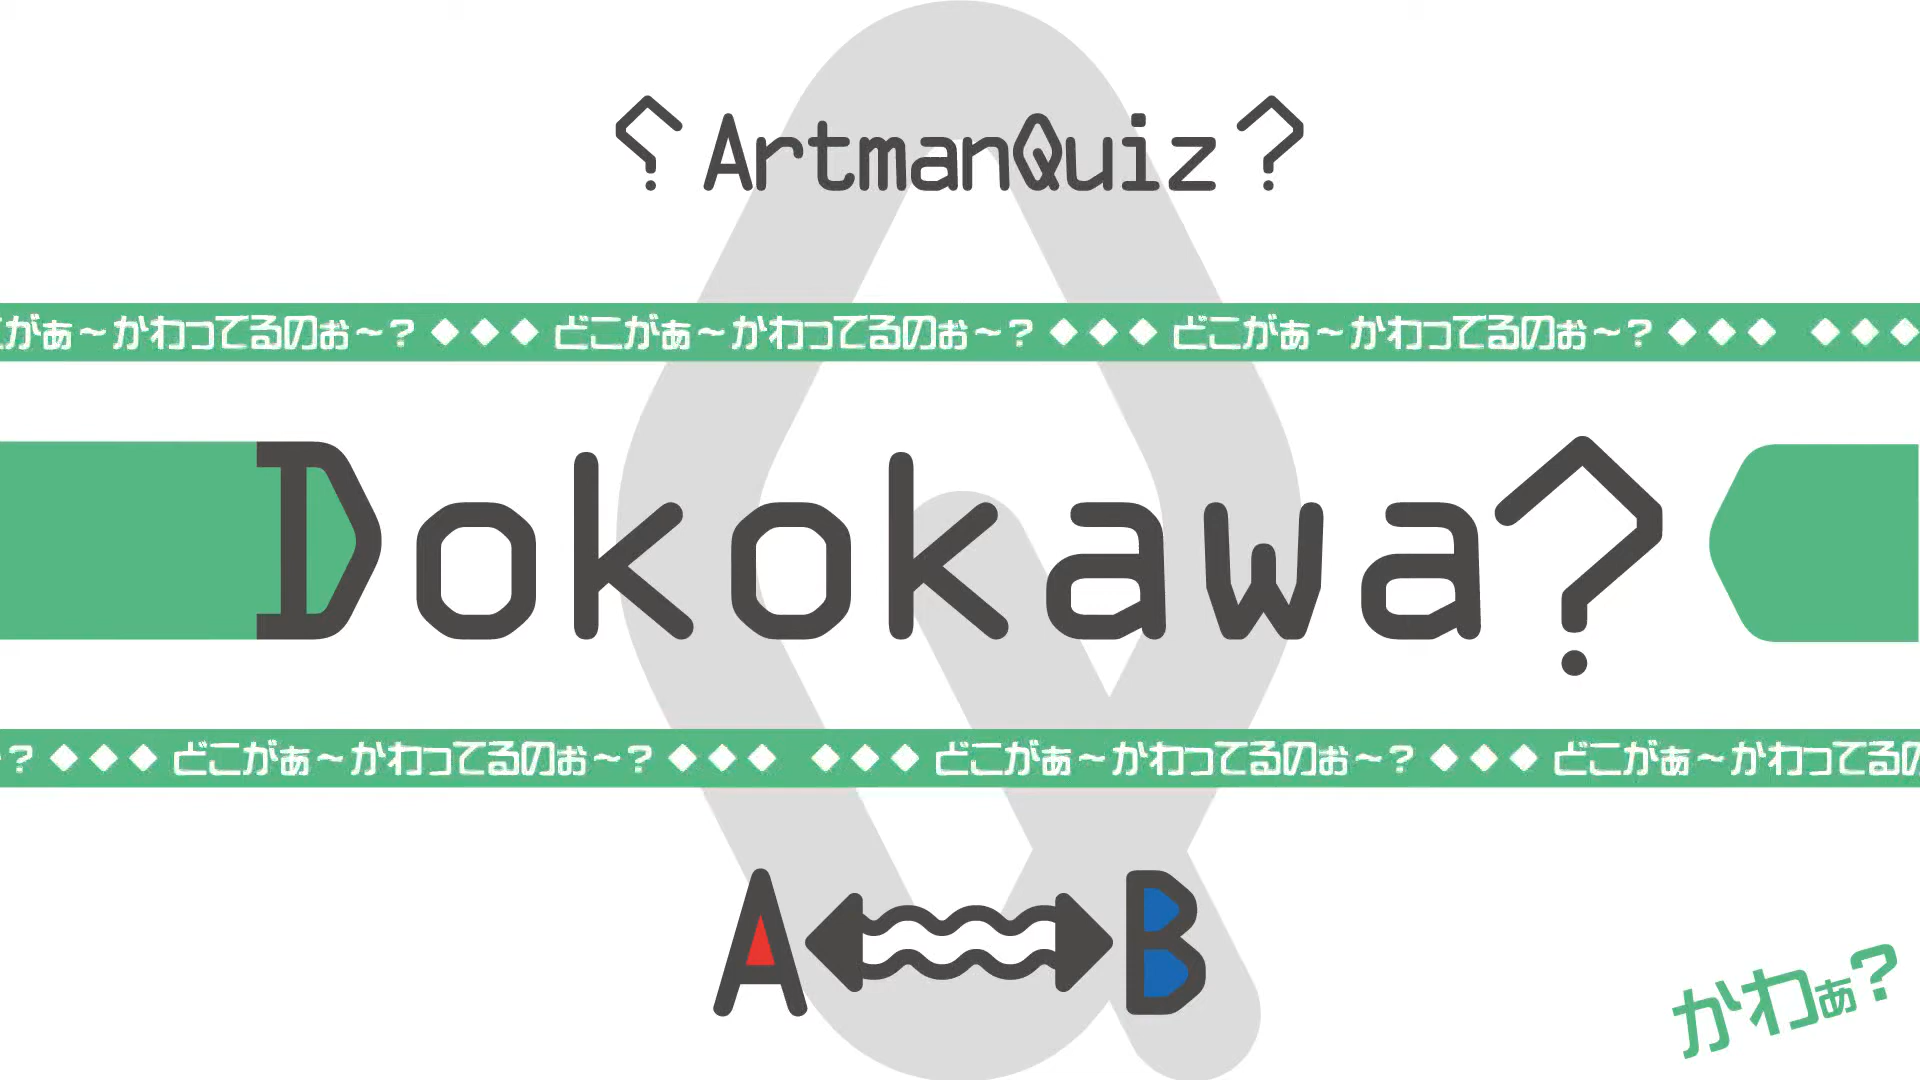 ?ArtmanQuiz?
がぁ～かわってるのぉ～？◆◆◆ どこがぁ～かわってるのぉ～？◆◆◆ どこがぁ～かわってるのぉ～？◆◆◆ ◆◆◆
Dokokawa?
？◆◆◆ どこがぁ～かわってるのぉ～？◆◆◆ ◆◆◆ どこがぁ～かわってるのぉ～？◆◆◆ どこがぁ～かわってるの
A B
かわぁ？